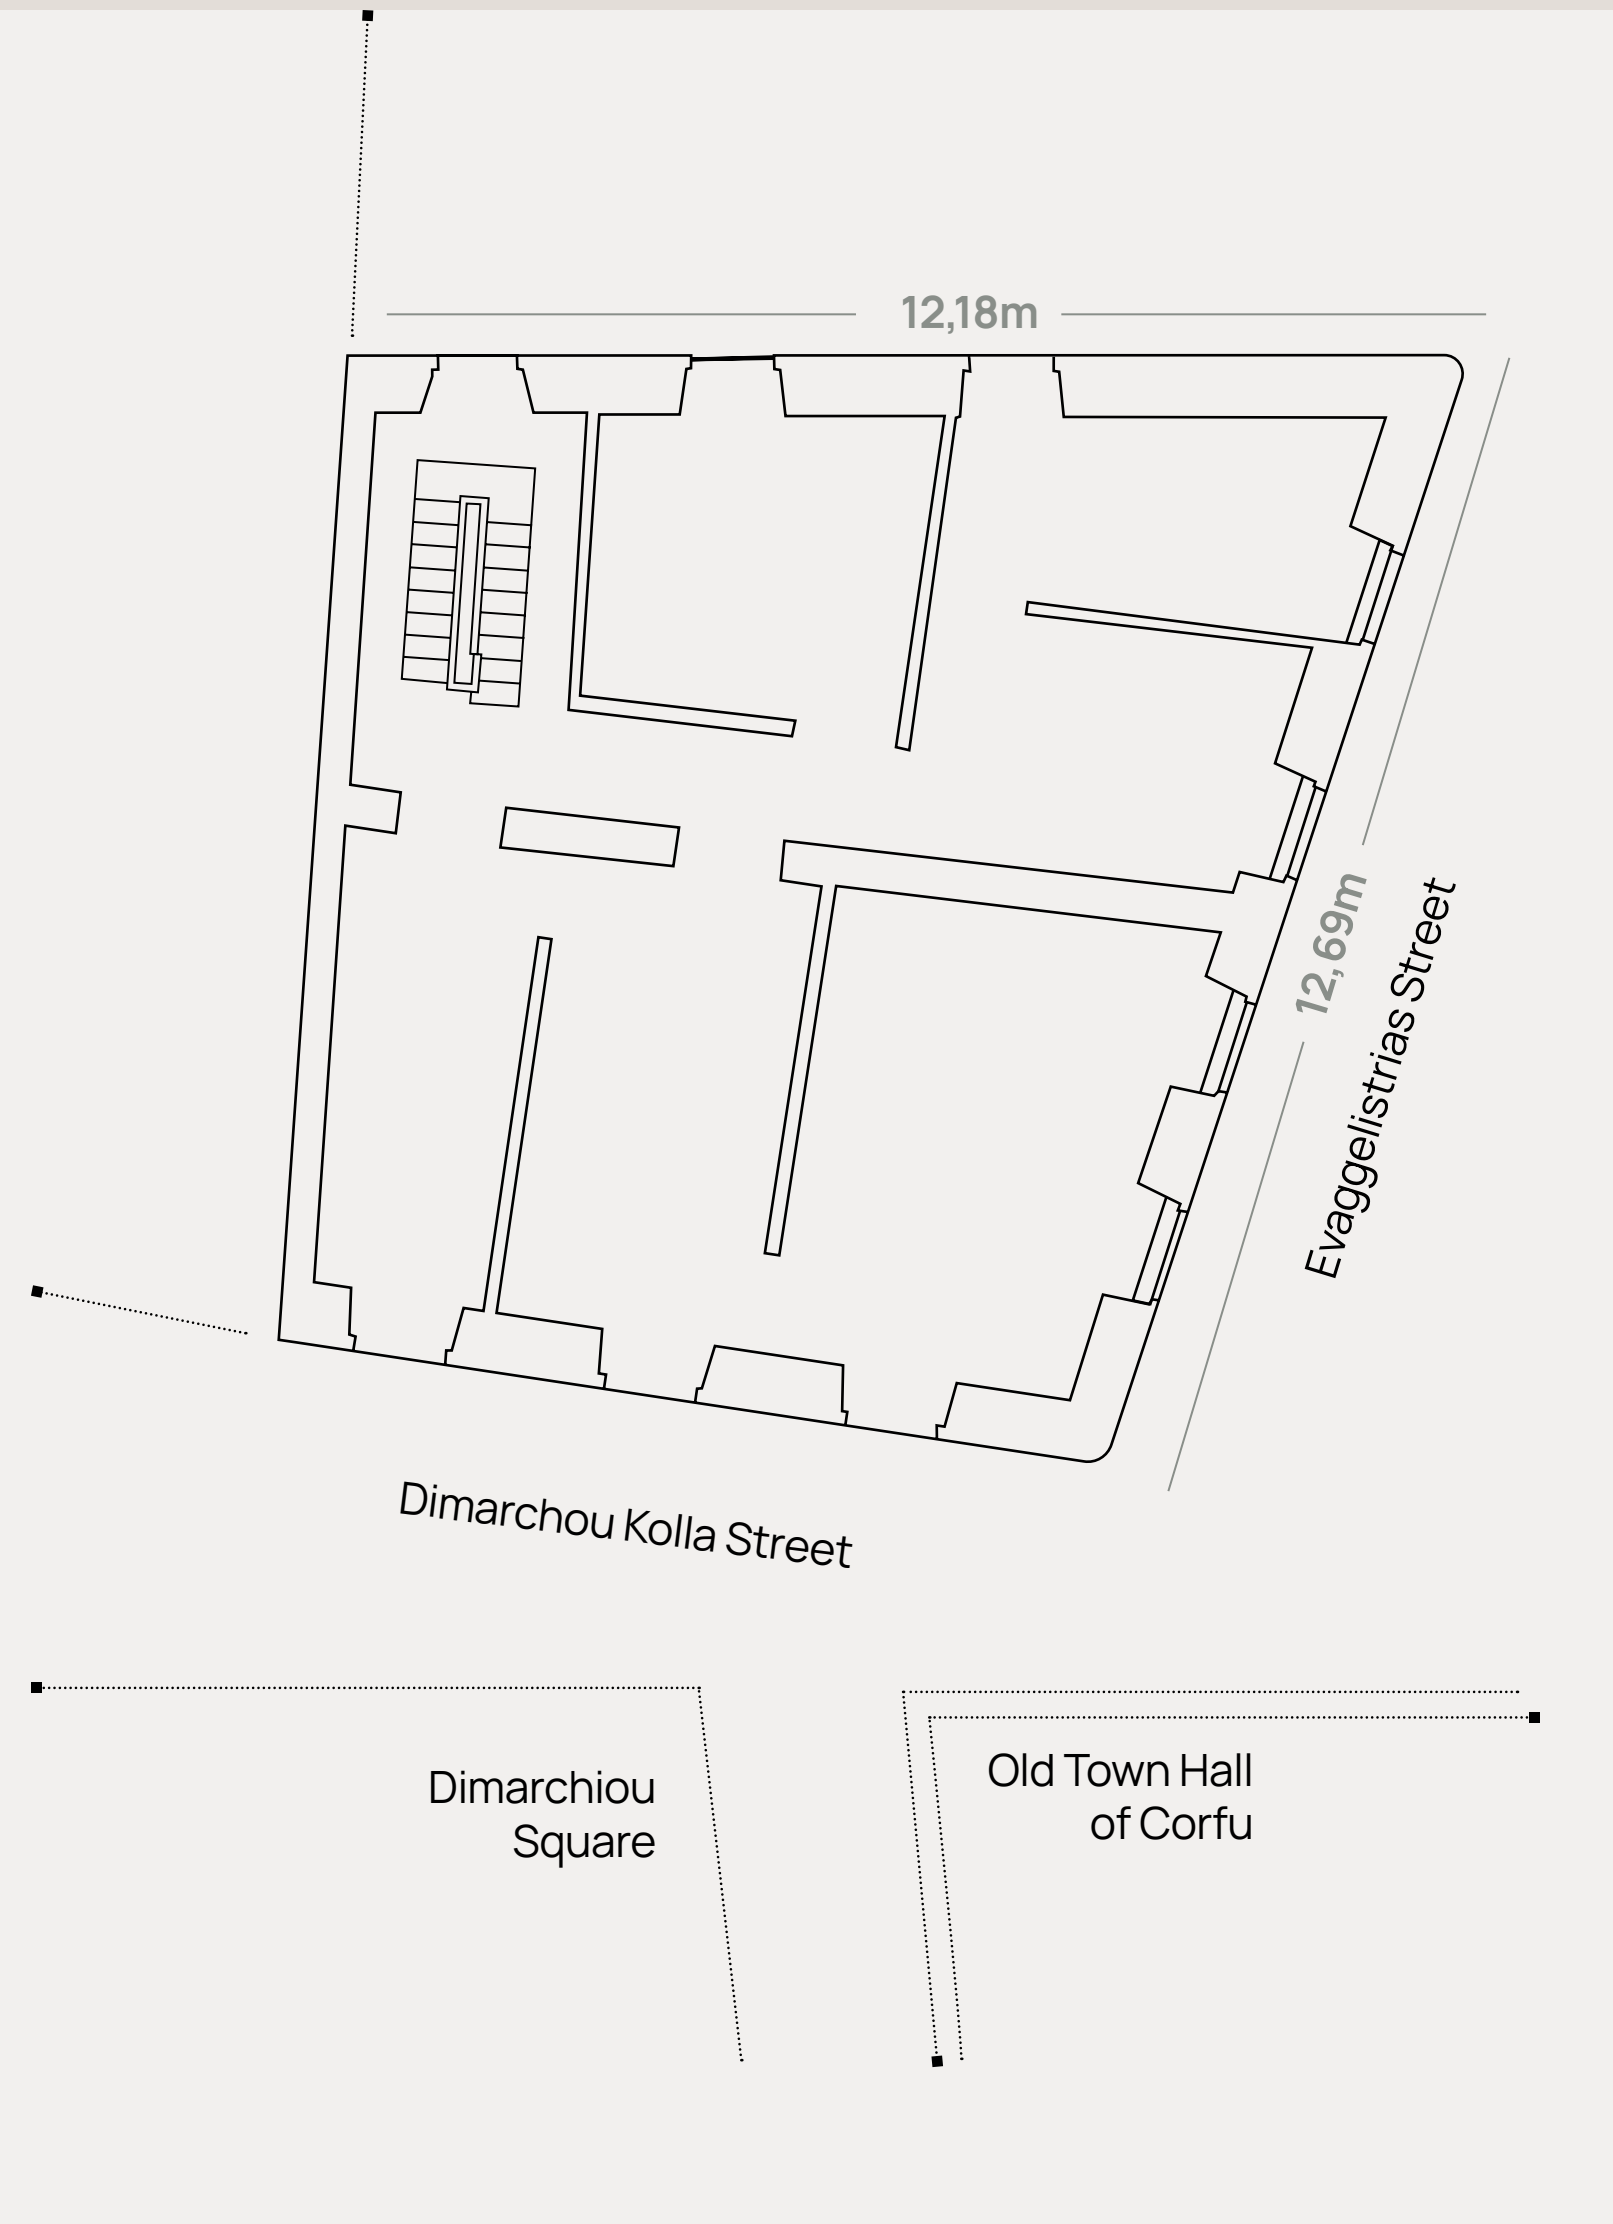 12,18m
12,69m
Evaggelistrias Street
Dimarchou Kolla Street
Dimarchiou
Square
Old Town Hall
of Corfu